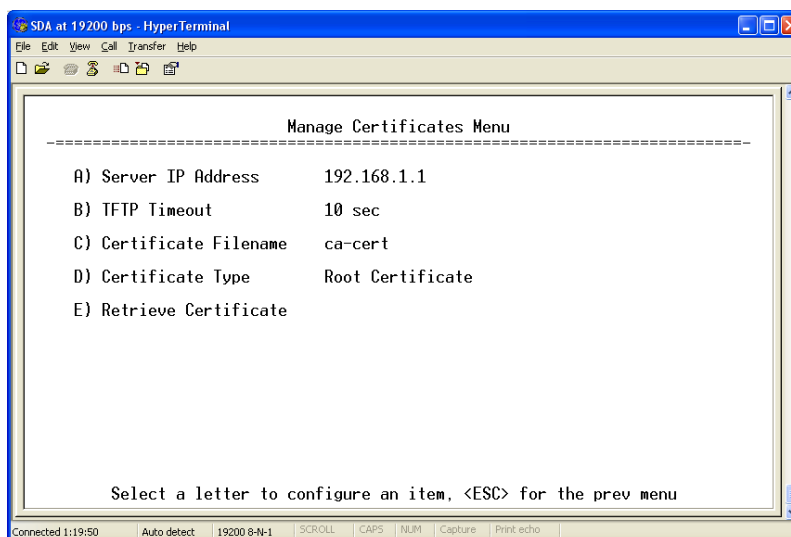 SDA at 19200 bps - HyperTerminal
File Edit View Call Transfer Help
Manage Certificates Menu
-==========================================================================-
A) Server IP Address 192.168.1.1
B) TFTP Timeout 10 sec
C) Certificate Filename ca-cert
D) Certificate Type Root Certificate
E) Retrieve Certificate
Select a letter to configure an item, <ESC> for the prev menu
Connected 1:19:50 Auto detect 19200 8-N-1 SCROLL CAPS NUM Capture Print echo